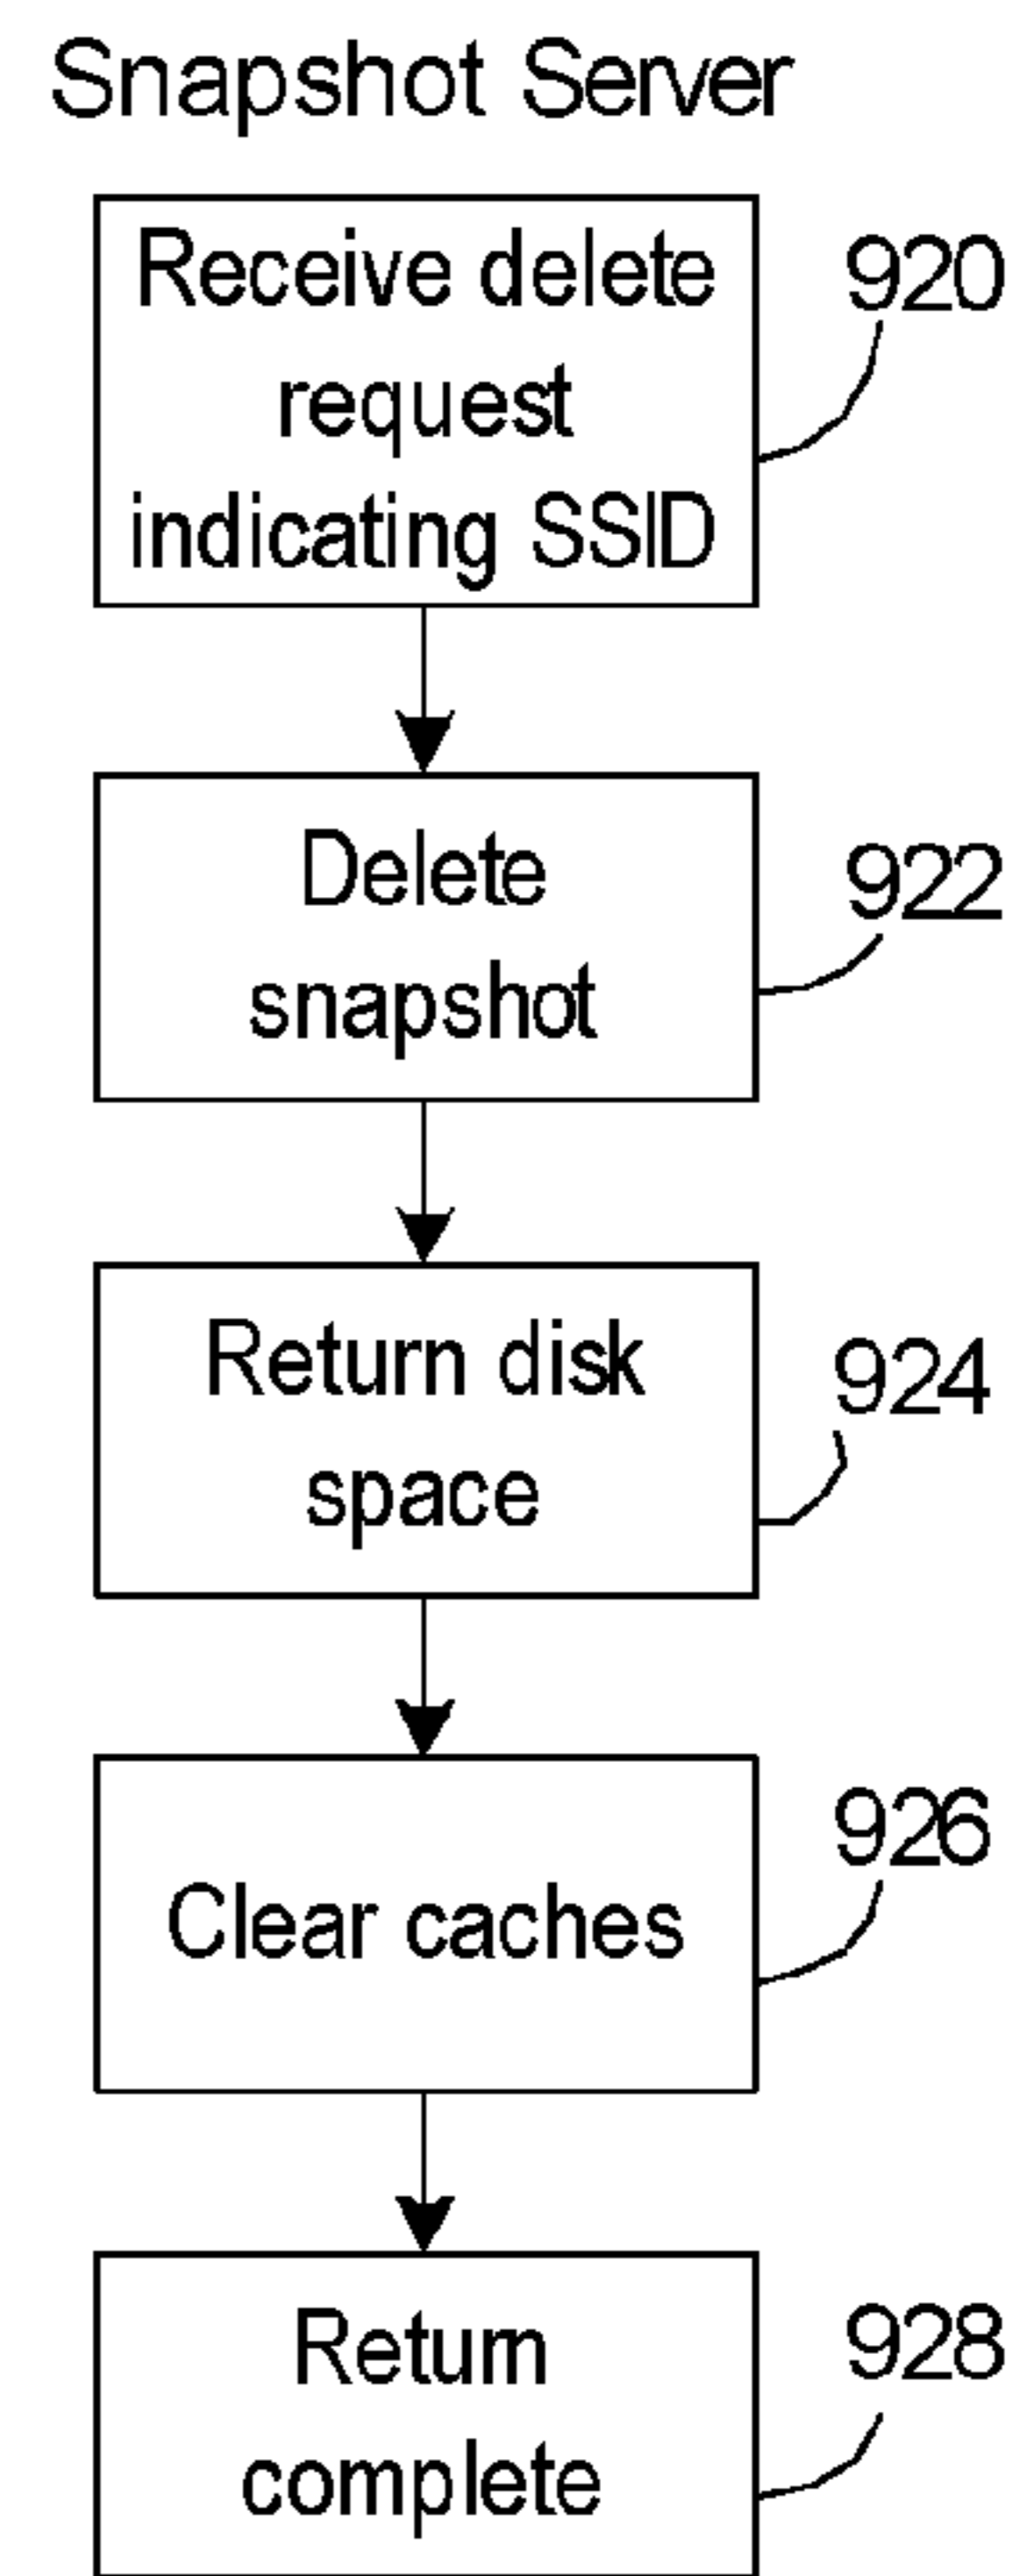 Snapshot Server
Receive delete
request
indicating SSID
920
Delete
snapshot
922
Return disk
space
924
Clear caches
926
Return
complete
928